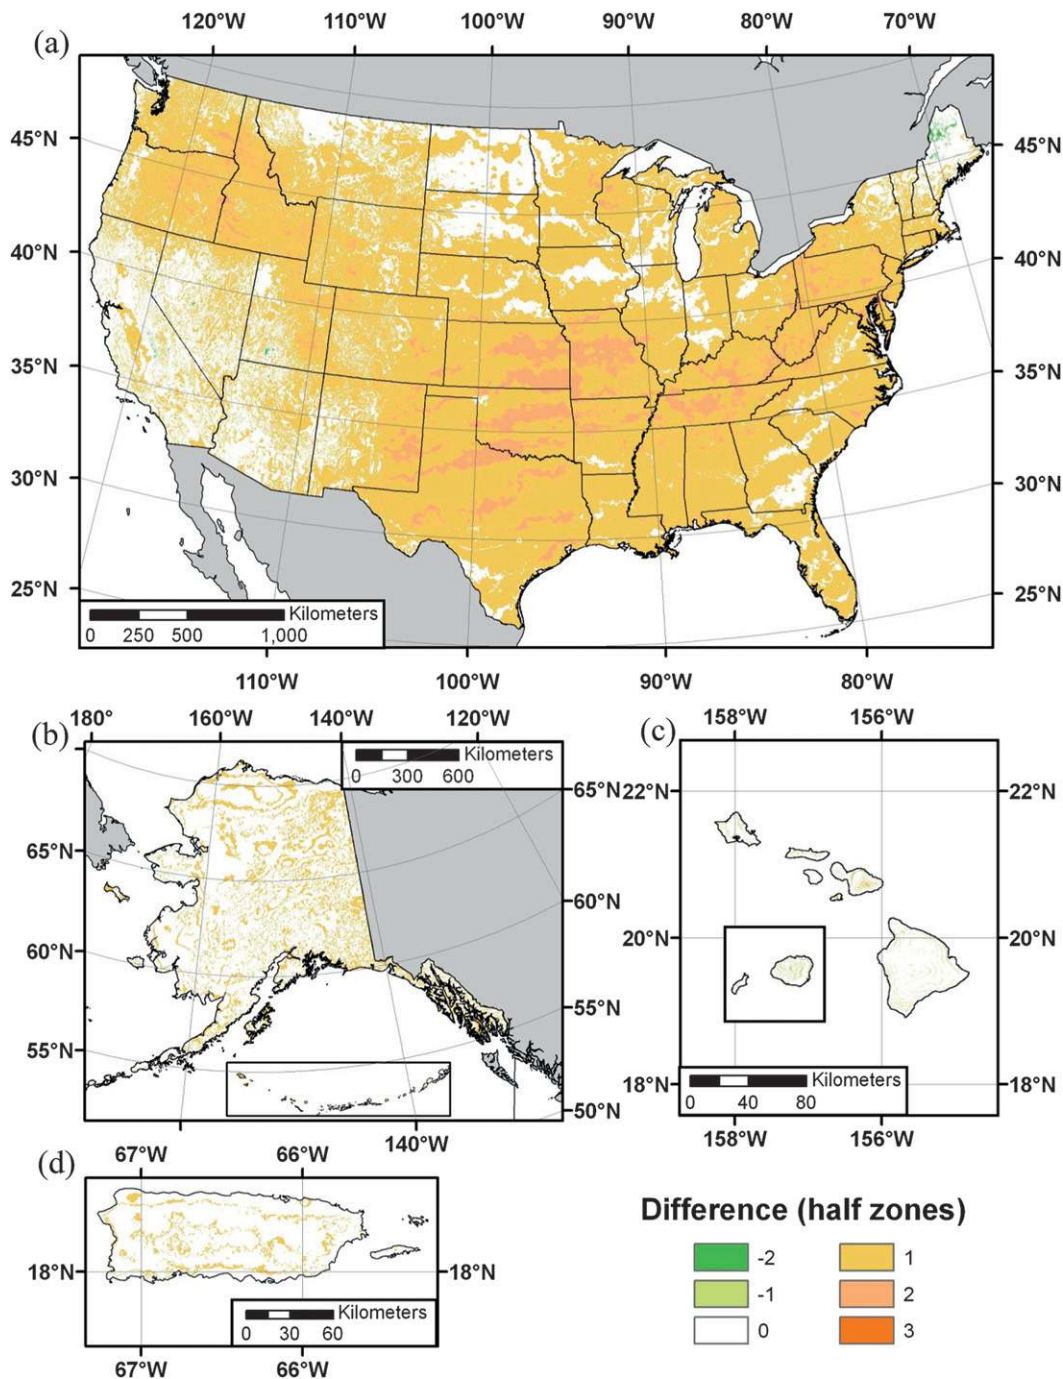 120°W 110°W 100°W 90°W 80°W 70°W
(a)
45°N 45°N
40°N 40°N
35°N 35°N
30°N 30°N
25°N 25°N
Kilometers
0 250 500 1,000
110°W 100°W 90°W 80°W
180° 160°W 140°W 120°W
(b)
Kilometers
0 300 600
65°N
65°N
60°N
60°N
55°N
55°N
50°N
140°W
158°W 156°W
(c)
22°N 22°N
20°N 20°N
18°N 18°N
Kilometers
0 40 80
158°W 156°W
67°W 66°W
(d)
18°N 18°N
Kilometers
0 30 60
67°W 66°W
Difference (half zones)
-2 1
-1 2
0 3